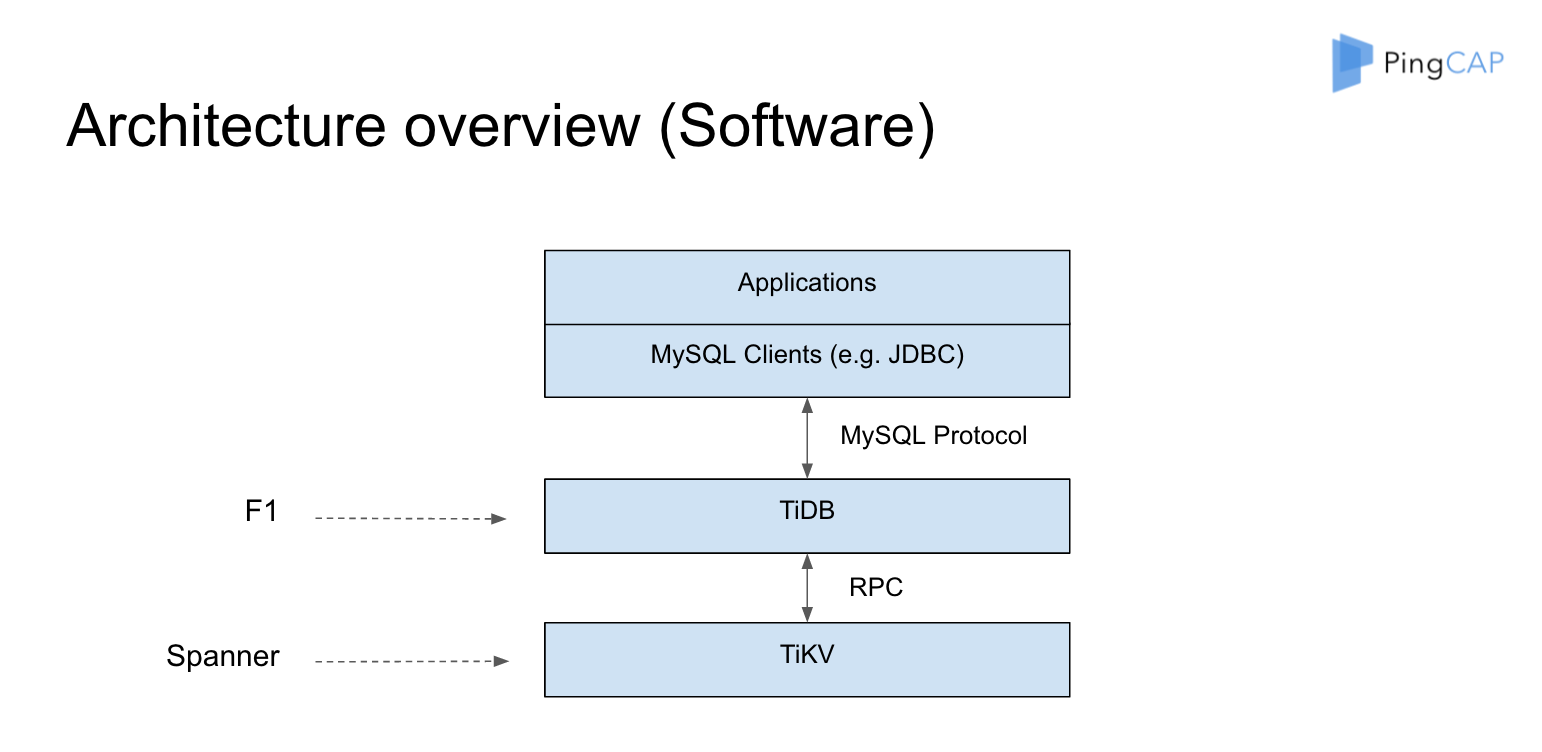 PingCAP
Architecture overview (Software)
Applications
MySQL Clients (e.g. JDBC)
MySQL Protocol
F1
TiDB
RPC
Spanner
TiKV